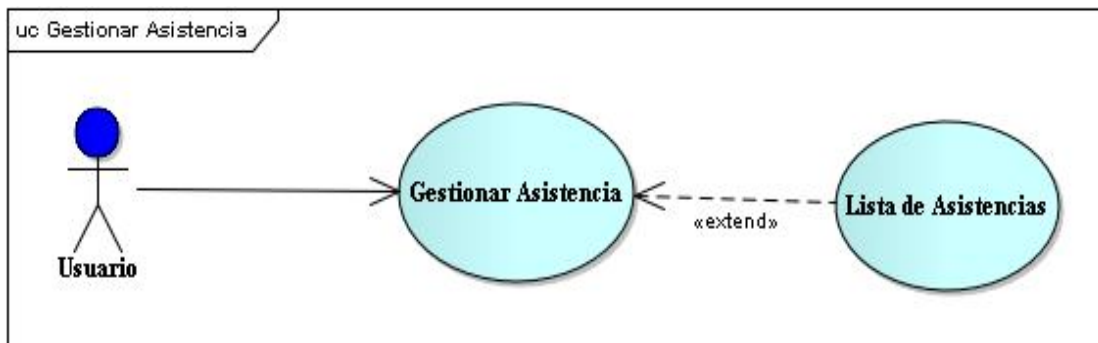 uc Gestionar Asistencia
Usuario
Gestionar Asistencia
«extend»
Lista de Asistencias